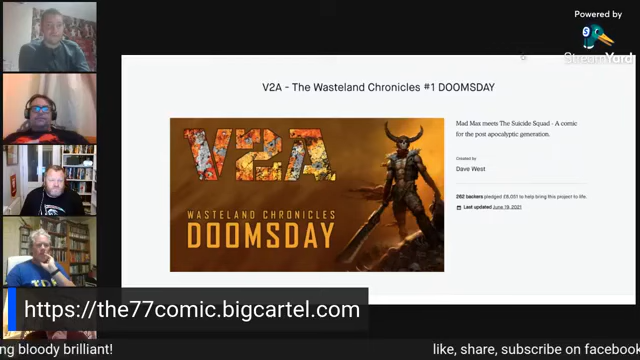 Powered by
StreamYard
V2A - The Wasteland Chronicles #1 DOOMSDAY
V2A
WASTELAND CHRONICLES
DOOMSDAY
Mad Max meets The Suicide Squad - A comic
for the post apocalyptic generation.
Created by
Dave West
262 backers pledged £6,051 to help bring this project to life.
Last updated June 19, 2021
https://the77comic.bigcartel.com
ng bloody brilliant!
like, share, subscribe on facebook